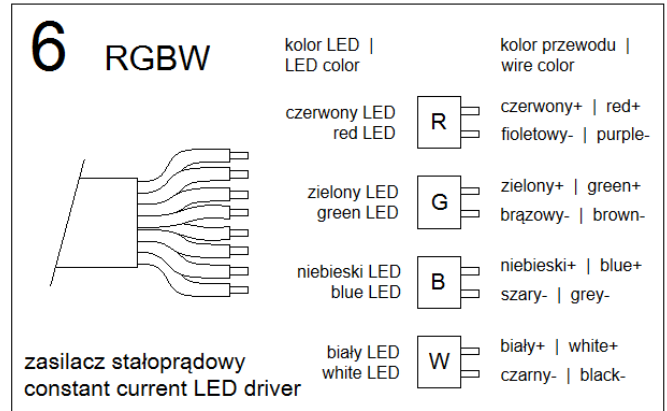 6 RGBW
kolor LED |
LED color
kolor przewodu |
wire color
czerwony LED
red LED
R
czerwony+ | red+
fioletowy- | purple-
zielony LED
green LED
G
zielony+ | green+
brązowy- | brown-
niebieski LED
blue LED
B
niebieski+ | blue+
szary- | grey-
biały LED
white LED
W
biały+ | white+
czarny- | black-
zasilacz stałoprądowy
constant current LED driver